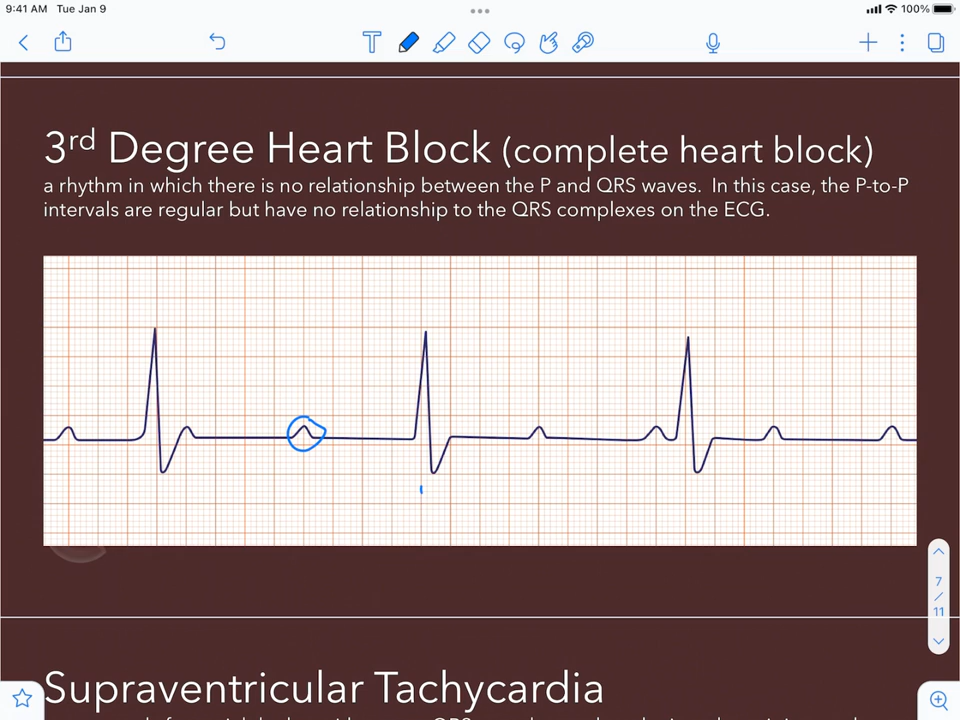 9:41 AM Tue Jan 9
100%
3rd Degree Heart Block (complete heart block)
a rhythm in which there is no relationship between the P and QRS waves. In this case, the P-to-P
intervals are regular but have no relationship to the QRS complexes on the ECG.
7
/
11
Supraventricular Tachycardia